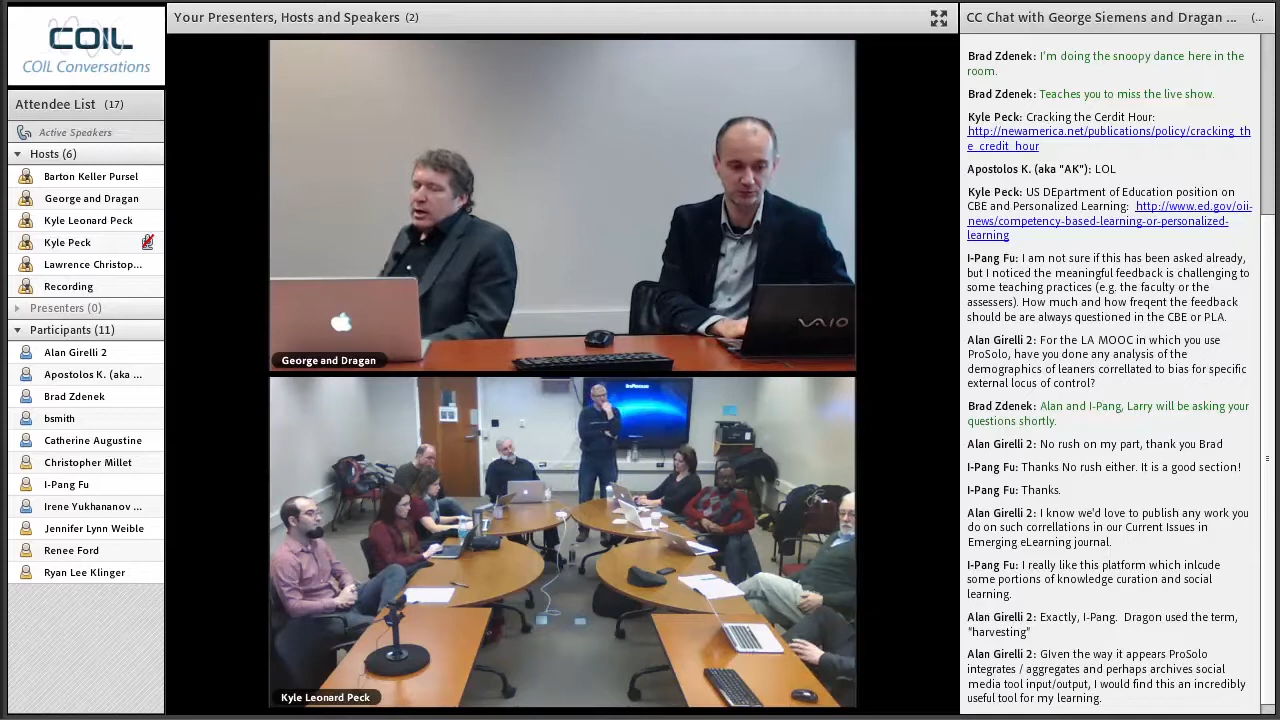 COIL
COIL Conversations
Attendee List (17)
Active Speakers
Hosts (6)
Barton Keller Pursel
George and Dragan
Kyle Leonard Peck
Kyle Peck
Lawrence Christop...
Recording
Presenters (0)
Participants (11)
Alan Girelli 2
Apostolos K. (aka ...
Brad Zdenek
bsmith
Catherine Augustine
Christopher Millet
I-Pang Fu
Irene Yukhananov ...
Jennifer Lynn Weible
Renee Ford
Ryan Lee Klinger
Your Presenters, Hosts and Speakers (2)
VAIO
George and Dragan
Kyle Leonard Peck
CC Chat with George Siemens and Dragan ... (...
Brad Zdenek: I'm doing the snoopy dance here in the
room.
Brad Zdenek: Teaches you to miss the live show.
Kyle Peck: Cracking the Cerdit Hour:
http://newamerica.net/publications/policy/cracking_th
e_credit_hour
Apostolos K. (aka "AK"): LOL
Kyle Peck: US DEpartment of Education Information on
CBE and Personalized Learning: http://www.ed.gov/oii-
news/competency-based-learning-or-personalized-
learning
I-Pang Fu: I am not sure if this has been asked already,
but I noticed the meaningful feedback is challenging to
some teaching practices (e.g. the faculty or the
assessers). How much and how freqent the feedback
should be are always questioned in the CBE or PLA.
Alan Girelli 2: For the LA MOOC in which you use
ProSolo, have you done any analysis the
demographics of leaners correllated to bias for specific
external locus of control?
Brad Zdenek: Alan and I-Pang, Larry will be asking your
questions shortly.
Alan Girelli 2: No rush on my part, thank you Brad
I-Pang Fu: Thanks No rush either. It is a good section!
I-Pang Fu: Thanks.
Alan Girelli 2: I know we'd love to publish any work you
do on such correllations in our Current Issues in
Emerging eLearning journal.
I-Pang Fu: I really like this platform which inlcude
some portions of knowledge curation and social
learning.
Alan Girelli 2: Exactly, I-Pang. Dragon used the term,
"harvesting"
Alan Girelli 2: GIven the way it appears ProSolo
integrates / aggregates and perhaps archives social
media tool input/output, I would find this an incredibly
useful tool for my own learning.